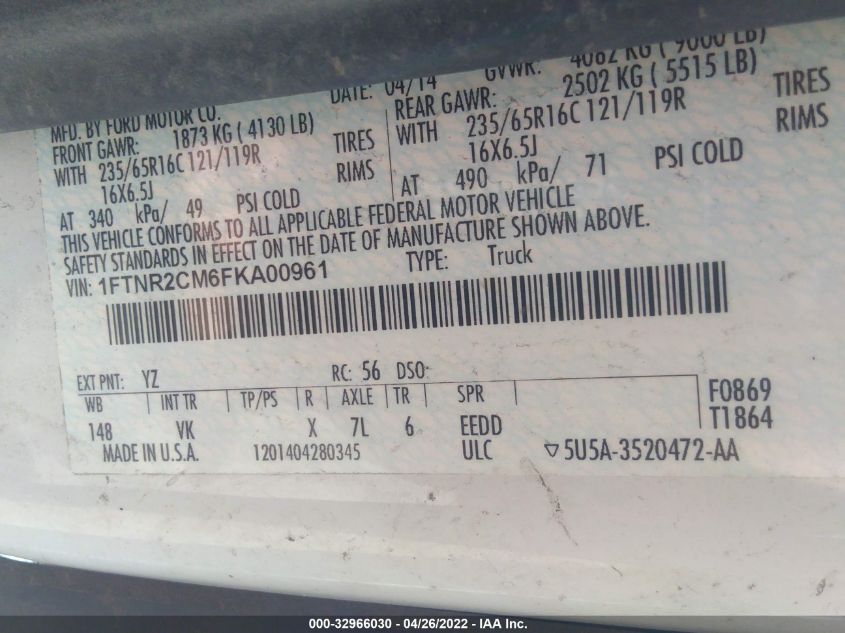 MFD. BY FORD MOTOR CO.
DATE: 04/14 GVWR: 4082 KG ( 9000 LB)
FRONT GAWR: 1873 KG ( 4130 LB)
WITH 235/65R16C 121/119R TIRES
16X6.5J RIMS
AT 340 kPa/ 49 PSI COLD
REAR GAWR: 2502 KG ( 5515 LB)
WITH 235/65R16C 121/119R TIRES
16X6.5J RIMS
AT 490 kPa/ 71 PSI COLD
THIS VEHICLE CONFORMS TO ALL APPLICABLE FEDERAL MOTOR VEHICLE
SAFETY STANDARDS IN EFFECT ON THE DATE OF MANUFACTURE SHOWN ABOVE.
VIN: 1FTNR2CM6FKA00961 TYPE: Truck
EXT PNT: YZ RC: 56 DSO:
WB INT TR TP/PS R AXLE TR SPR F0869
148 VK X 7L 6 EEDD T1864
MADE IN U.S.A. 1201404280345 ULC ▽5U5A-3520472-AA
000-32966030 - 04/26/2022 - IAA Inc.